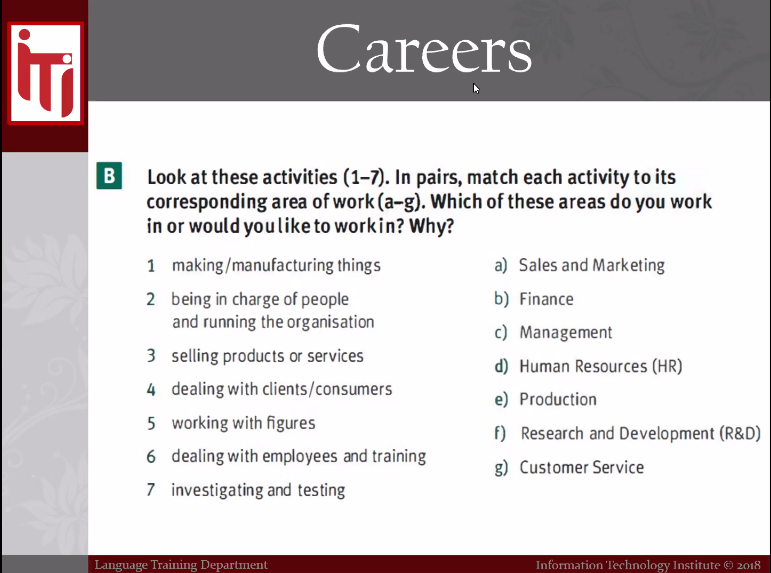 iTi
Careers
B
Look at these activities (1–7). In pairs, match each activity to its
corresponding area of work (a–g). Which of these areas do you work
in or would you like to work in? Why?
1 making/manufacturing things
2 being in charge of people
and running the organisation
3 selling products or services
4 dealing with clients/consumers
5 working with figures
6 dealing with employees and training
7 investigating and testing
a) Sales and Marketing
b) Finance
c) Management
d) Human Resources (HR)
e) Production
f) Research and Development (R&D)
g) Customer Service
Language Training Department
Information Technology Institute © 2018